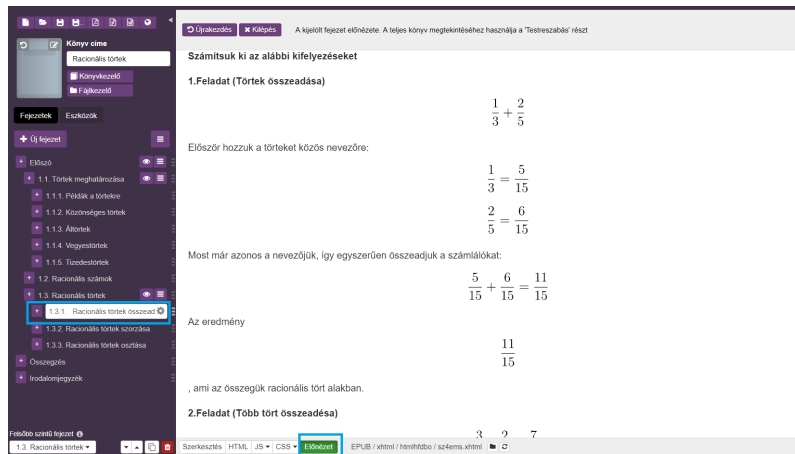 Könyv címe
Racionális törtek
Könyvkezelő
Fájlkezelő
Fejezetek Eszközök
Új fejezet
Előszó
1.1. Törtek meghatározása
1.1.1. Példák a törtekre
1.1.2. Közönséges törtek
1.1.3. Áltörtek
1.1.4. Vegyestörtek
1.1.5. Tizedestörtek
1.2. Racionális számok
1.3. Racionális törtek
1.3.1. Racionális törtek összead
1.3.2. Racionális törtek szorzása
1.3.3. Racionális törtek osztása
Összegzés
Irodalomjegyzék
Felsőbb szintű fejezet
1.3. Racionális törtek
Újrakezdés Kilépés A kijelölt fejezet előnézete. A teljes könyv megtekintéséhez használja a 'Testreszabás' részt
Számítsuk ki az alábbi kifejezéseket
1.Feladat (Törtek összeadása)
1/3 + 2/5
Először hozzuk a törteket közös nevezőre:
1/3 = 5/15
2/5 = 6/15
Most már azonos a nevezőjük, így egyszerűen összeadjuk a számlálókat:
5/15 + 6/15 = 11/15
Az eredmény
11/15
, ami az összegük racionális tört alakban.
2.Feladat (Több tört összeadésa)
3 2 7
Szerkesztés HTML JS CSS Előnézet EPUB / xhtml / htmlhfdbo / sz4ems.xhtml